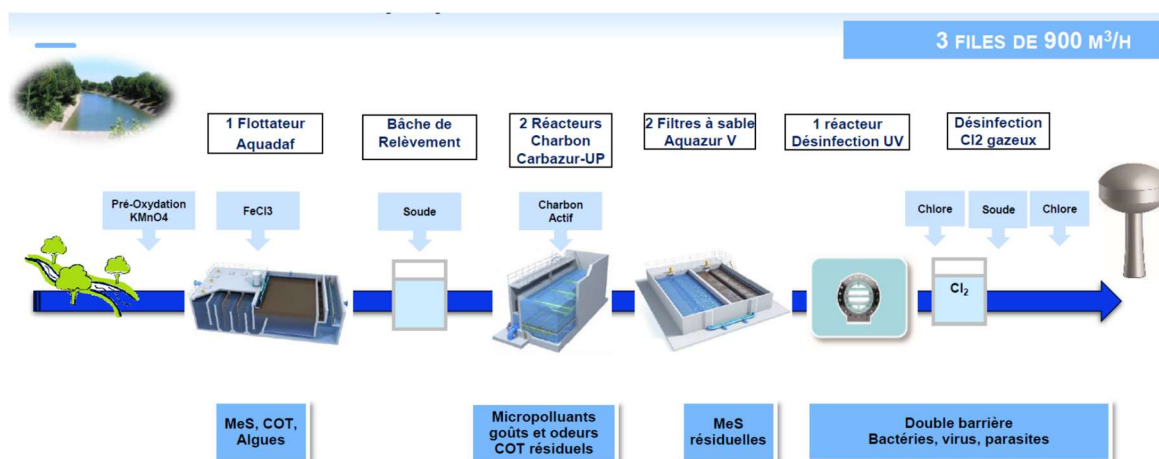 3 FILES DE 900 M³/H
1 Flottateur
Aquadaf
Bâche de
Relèvement
2 Réacteurs
Charbon
Carbazur-UP
2 Filtres à sable
Aquazur V
1 réacteur
Désinfection UV
Désinfection
Cl2 gazeux
Pré-Oxydation
KMnO4
FeCl3
Soude
Charbon
Actif
Chlore
Soude
Chlore
Cl₂
MeS, COT,
Algues
Micropolluants
goûts et odeurs
COT résiduels
MeS
résiduelles
Double barrière
Bactéries, virus, parasites